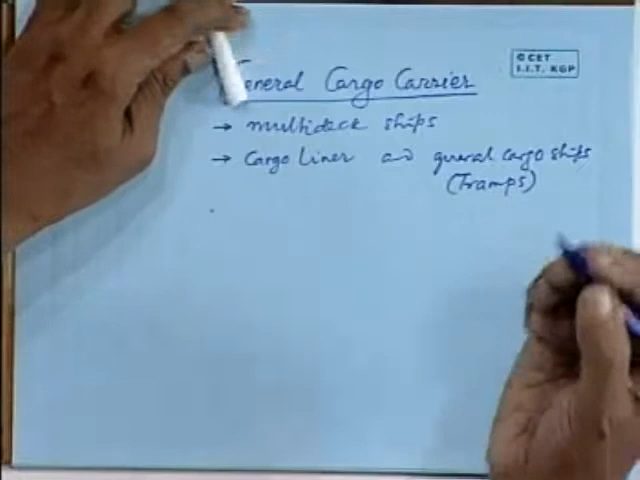 © CET
I.I.T. KGP
General Cargo Carrier
→ multideck ships
→ Cargo Liner and general cargo ships
(Tramps)